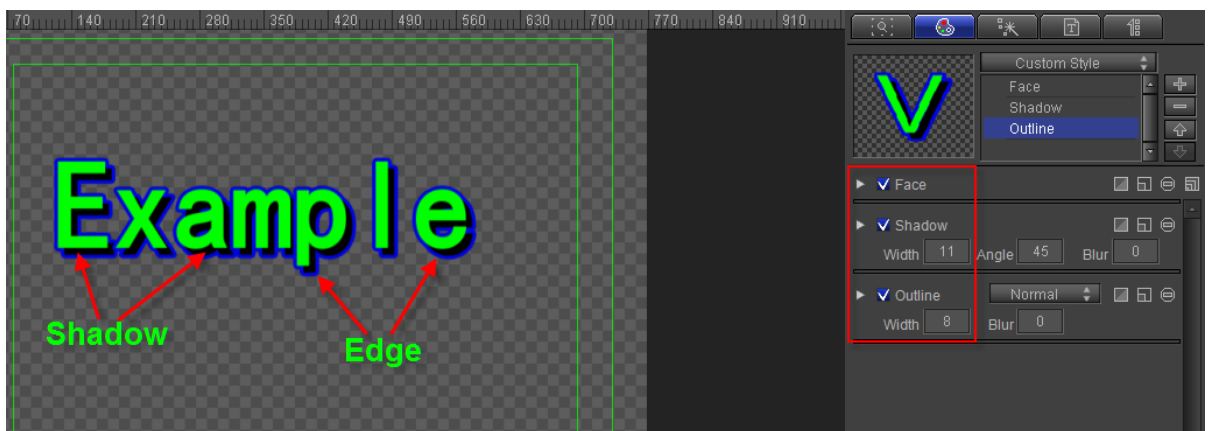 70 140 210 280 350 420 490 560 630 700 770 840 910
Custom Style
V
Face
Shadow
Outline
Example
Face
Shadow
Width 11 Angle 45 Blur 0
Outline Normal
Width 8 Blur 0
Shadow
Edge